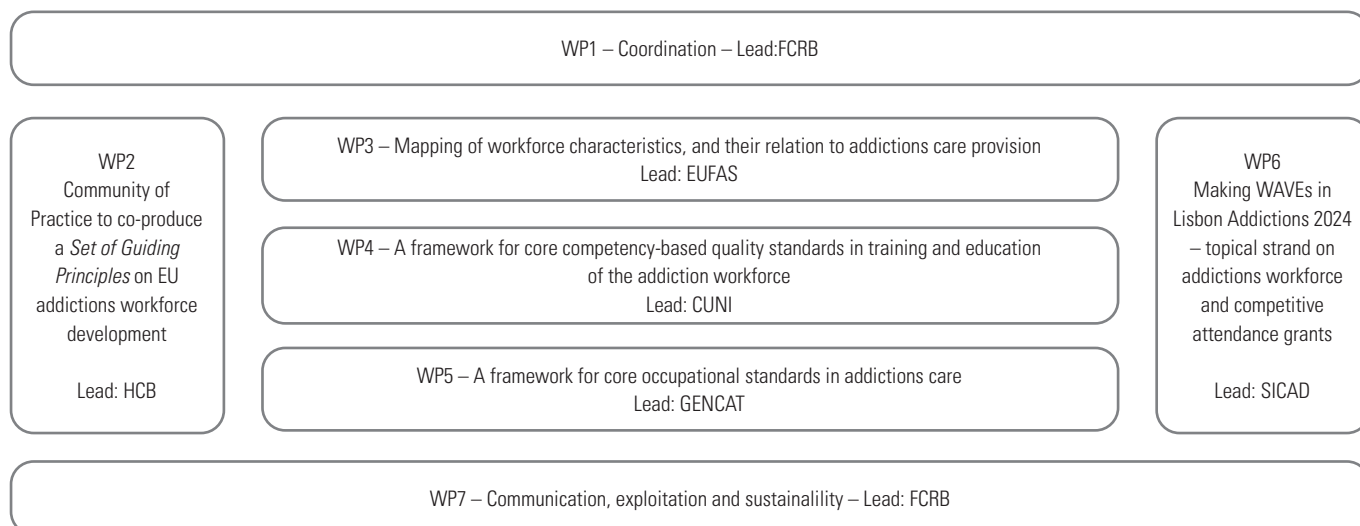 WP1 – Coordination – Lead:FCRB
WP2
Community of
Practice to co-produce
a Set of Guiding
Principles on EU
addictions workforce
development
Lead: HCB
WP3 – Mapping of workforce characteristics, and their relation to addictions care provision
Lead: EUFAS
WP4 – A framework for core competency-based quality standards in training and education
of the addiction workforce
Lead: CUNI
WP5 – A framework for core occupational standards in addictions care
Lead: GENCAT
WP6
Making WAVEs in
Lisbon Addictions 2024
– topical strand on
addictions workforce
and competitive
attendance grants
Lead: SICAD
WP7 – Communication, exploitation and sustainalility – Lead: FCRB